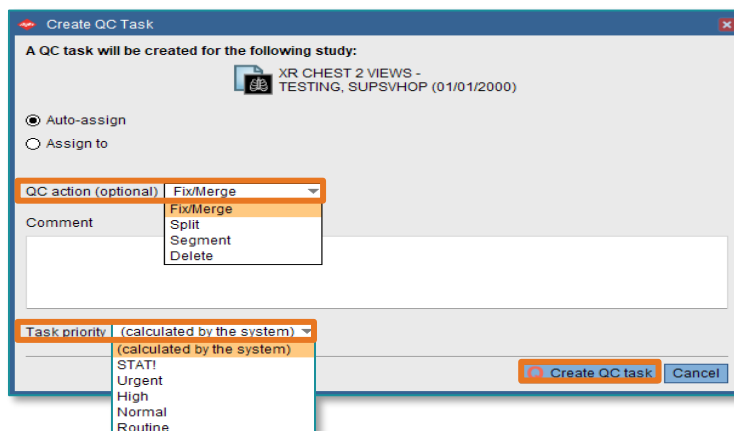 Create QC Task
A QC task will be created for the following study:
XR CHEST 2 VIEWS -
TESTING, SUPSVHOP (01/01/2000)
Auto-assign
Assign to
QC action (optional) Fix/Merge
Fix/Merge
Split
Segment
Delete
Comment
Task priority (calculated by the system)
(calculated by the system)
STAT!
Urgent
High
Normal
Routine
Create QC task Cancel